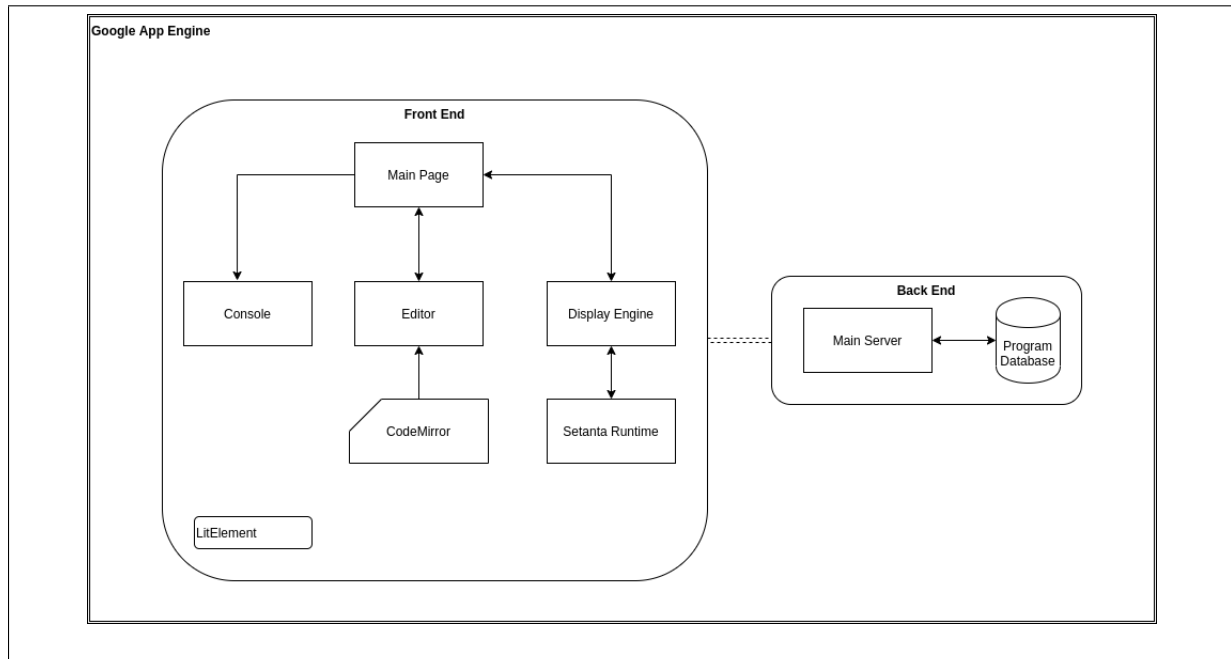 Google App Engine
Front End
Main Page
Console
Editor
Display Engine
CodeMirror
Setanta Runtime
LitElement
Back End
Main Server
Program
Database